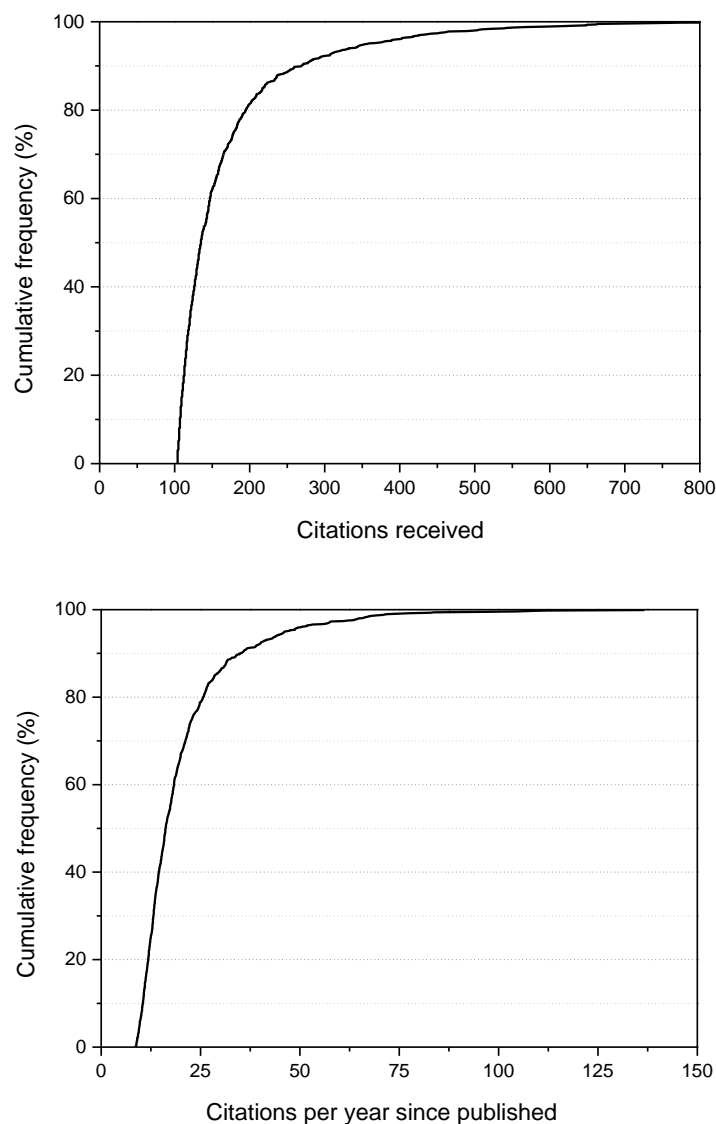 100
80
60
40
20
0
Cumulative frequency (%)
0 100 200 300 400 500 600 700 800
Citations received
100
80
60
40
20
0
Cumulative frequency (%)
0 25 50 75 100 125 150
Citations per year since published